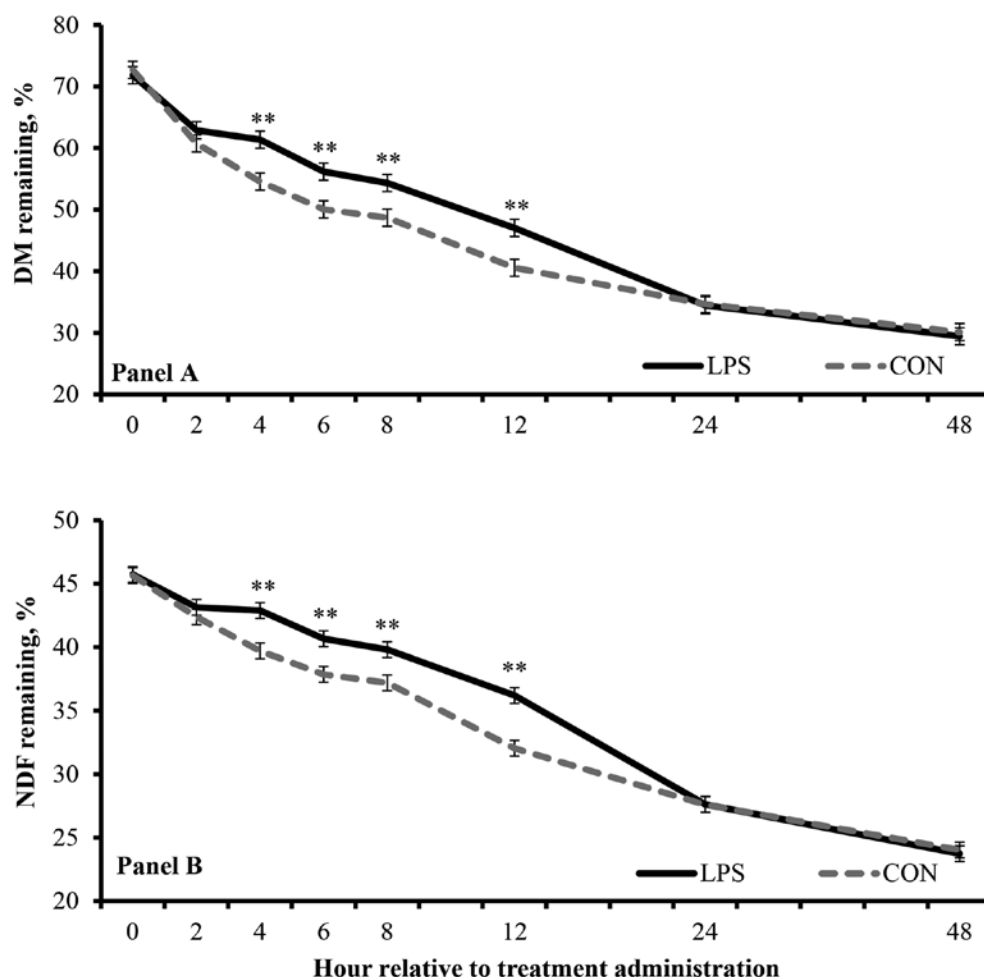 80
70
60
50
40
30
20
DM remaining, %
**
**
**
**
Panel A
LPS
CON
0 2 4 6 8 12 24 48
50
45
40
35
30
25
20
NDF remaining, %
**
**
**
**
Panel B
LPS
CON
0 2 4 6 8 12 24 48
Hour relative to treatment administration